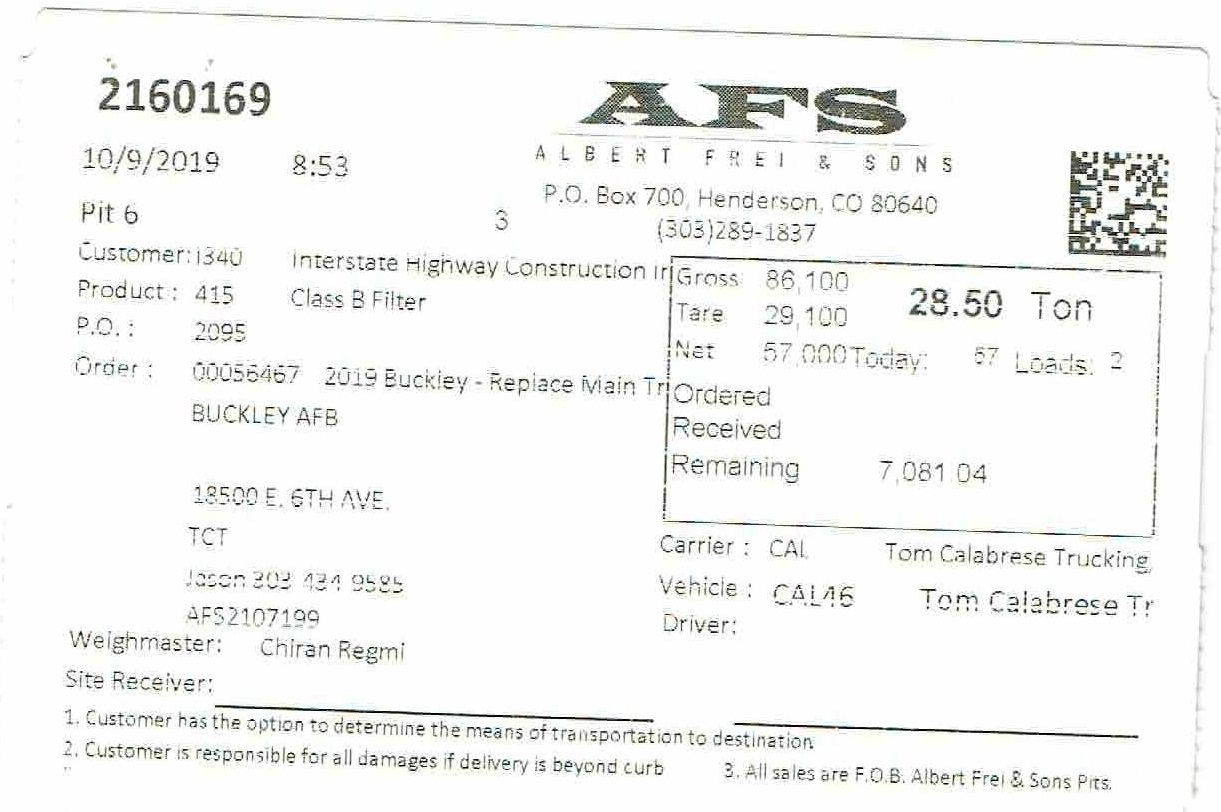 2160169
AFS
ALBERT FREI & SONS
10/9/2019 8:53
P.O. Box 700, Henderson, CO 80640
Pit 6 3
(303)289-1837
Customer: I340 Interstate Highway Construction In
Product : 415 Class B Filter
P.O. : 2095
Order : 00056467 2019 Buckley - Replace Main Tr
BUCKLEY AFB
18500 E. 6TH AVE.
TCT
Jason 303 434 9585
AFS2107199
Weighmaster: Chiran Regmi
Site Receiver:
Gross 86,100 28.50 Ton
Tare 29,100
Net 57,000 Today: 57 Loads: 2
Ordered
Received
Remaining 7,081.04
Carrier : CAL Tom Calabrese Trucking,
Vehicle : CAL46 Tom Calabrese Tr
Driver:
1. Customer has the option to determine the means of transportation to destination
2. Customer is responsible for all damages if delivery is beyond curb 3. All sales are F.O.B. Albert Frei & Sons Pits.